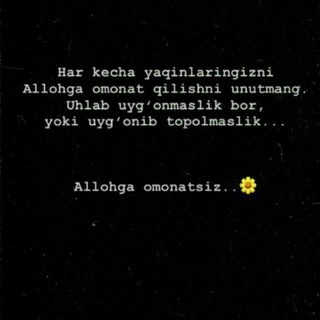 Har kecha yaqinlaringizni
Allohga omonat qilishni unutmang.
Uhlab uyg‘onmaslik bor,
yoki uyg‘onib topolmaslik...
Allohga omonatsiz..🌼